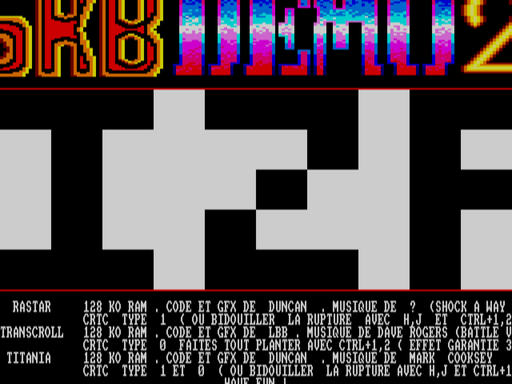 5KB DEMO 2
RASTAR 128 KO RAM . CODE ET GFX DE DUNCAN . MUSIQUE DE ? (SHOCK A WAY
CRTC TYPE 1 ( OU BIDOUILLER LA RUPTURE AVEC H,J ET CTRL+1,2
TRANSCROLL 128 KO RAM . CODE ET GFX DE LBB . MUSIQUE DE DAVE ROGERS (BATTLE V
CRTC TYPE 0 FAITES TOUT PLANTER AVEC CTRL+1,2 ( EFFET GARANTIE 3
TITANIA 128 KO RAM . CODE ET GFX DE DUNCAN . MUSIQUE DE MARK COOKSEY
CRTC TYPE 1 ET 0 ( OU BIDOUILLER LA RUPTURE AVEC H,J ET CTRL+1
HAVE FUN !